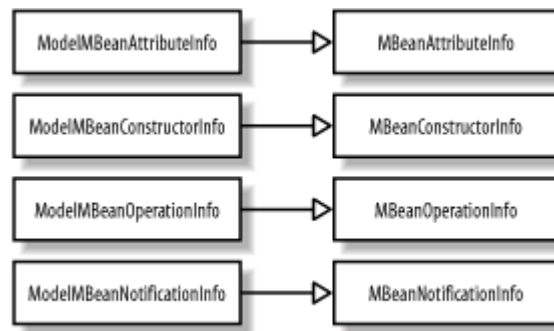 ModelMBeanAttributeInfo MBeanAttributeInfo
ModelMBeanConstructorInfo MBeanConstructorInfo
ModelMBeanOperationInfo MBeanOperationInfo
ModelMBeanNotificationInfo MBeanNotificationInfo